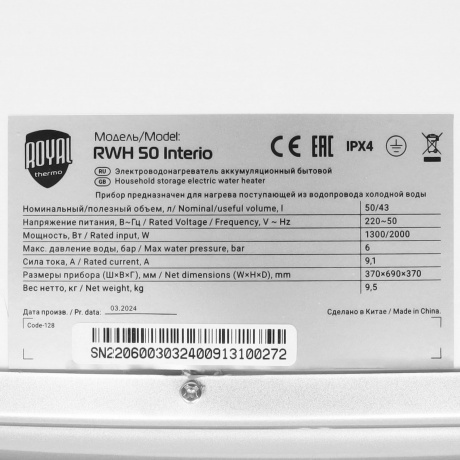 ROYAL
thermo
Модель/Model:
RWH 50 Interio
CE EAC IPX4
RU Электроводонагреватель аккумуляционный бытовой
GB Household storage electric water heater
Прибор предназначен для нагрева поступающей из водопровода холодной воды
Номинальный/полезный объем, л/ Nominal/useful volume, l 50/43
Напряжение питания, В~Гц / Rated Voltage / Frequency, V ~ Hz 220~50
Мощность, Вт / Rated input, W 1300/2000
Макс. давление воды, бар / Max water pressure, bar 6
Сила тока, А / Rated current, A 9,1
Размеры прибора (Ш×В×Г), мм / Net dimensions (W×H×D), mm 370×690×370
Вес нетто, кг / Net weight, kg 9,5
Дата произв. / Pr. data: 03.2024 Сделано в Китае / Made in China.
Code-128
SN2206003032400913100272